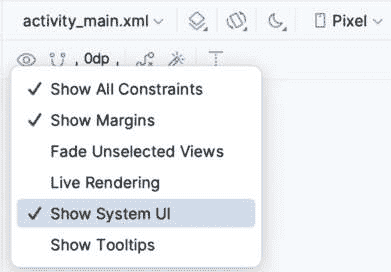 activity_main.xml Pixel
0dp
Show All Constraints
Show Margins
Fade Unselected Views
Live Rendering
Show System UI
Show Tooltips